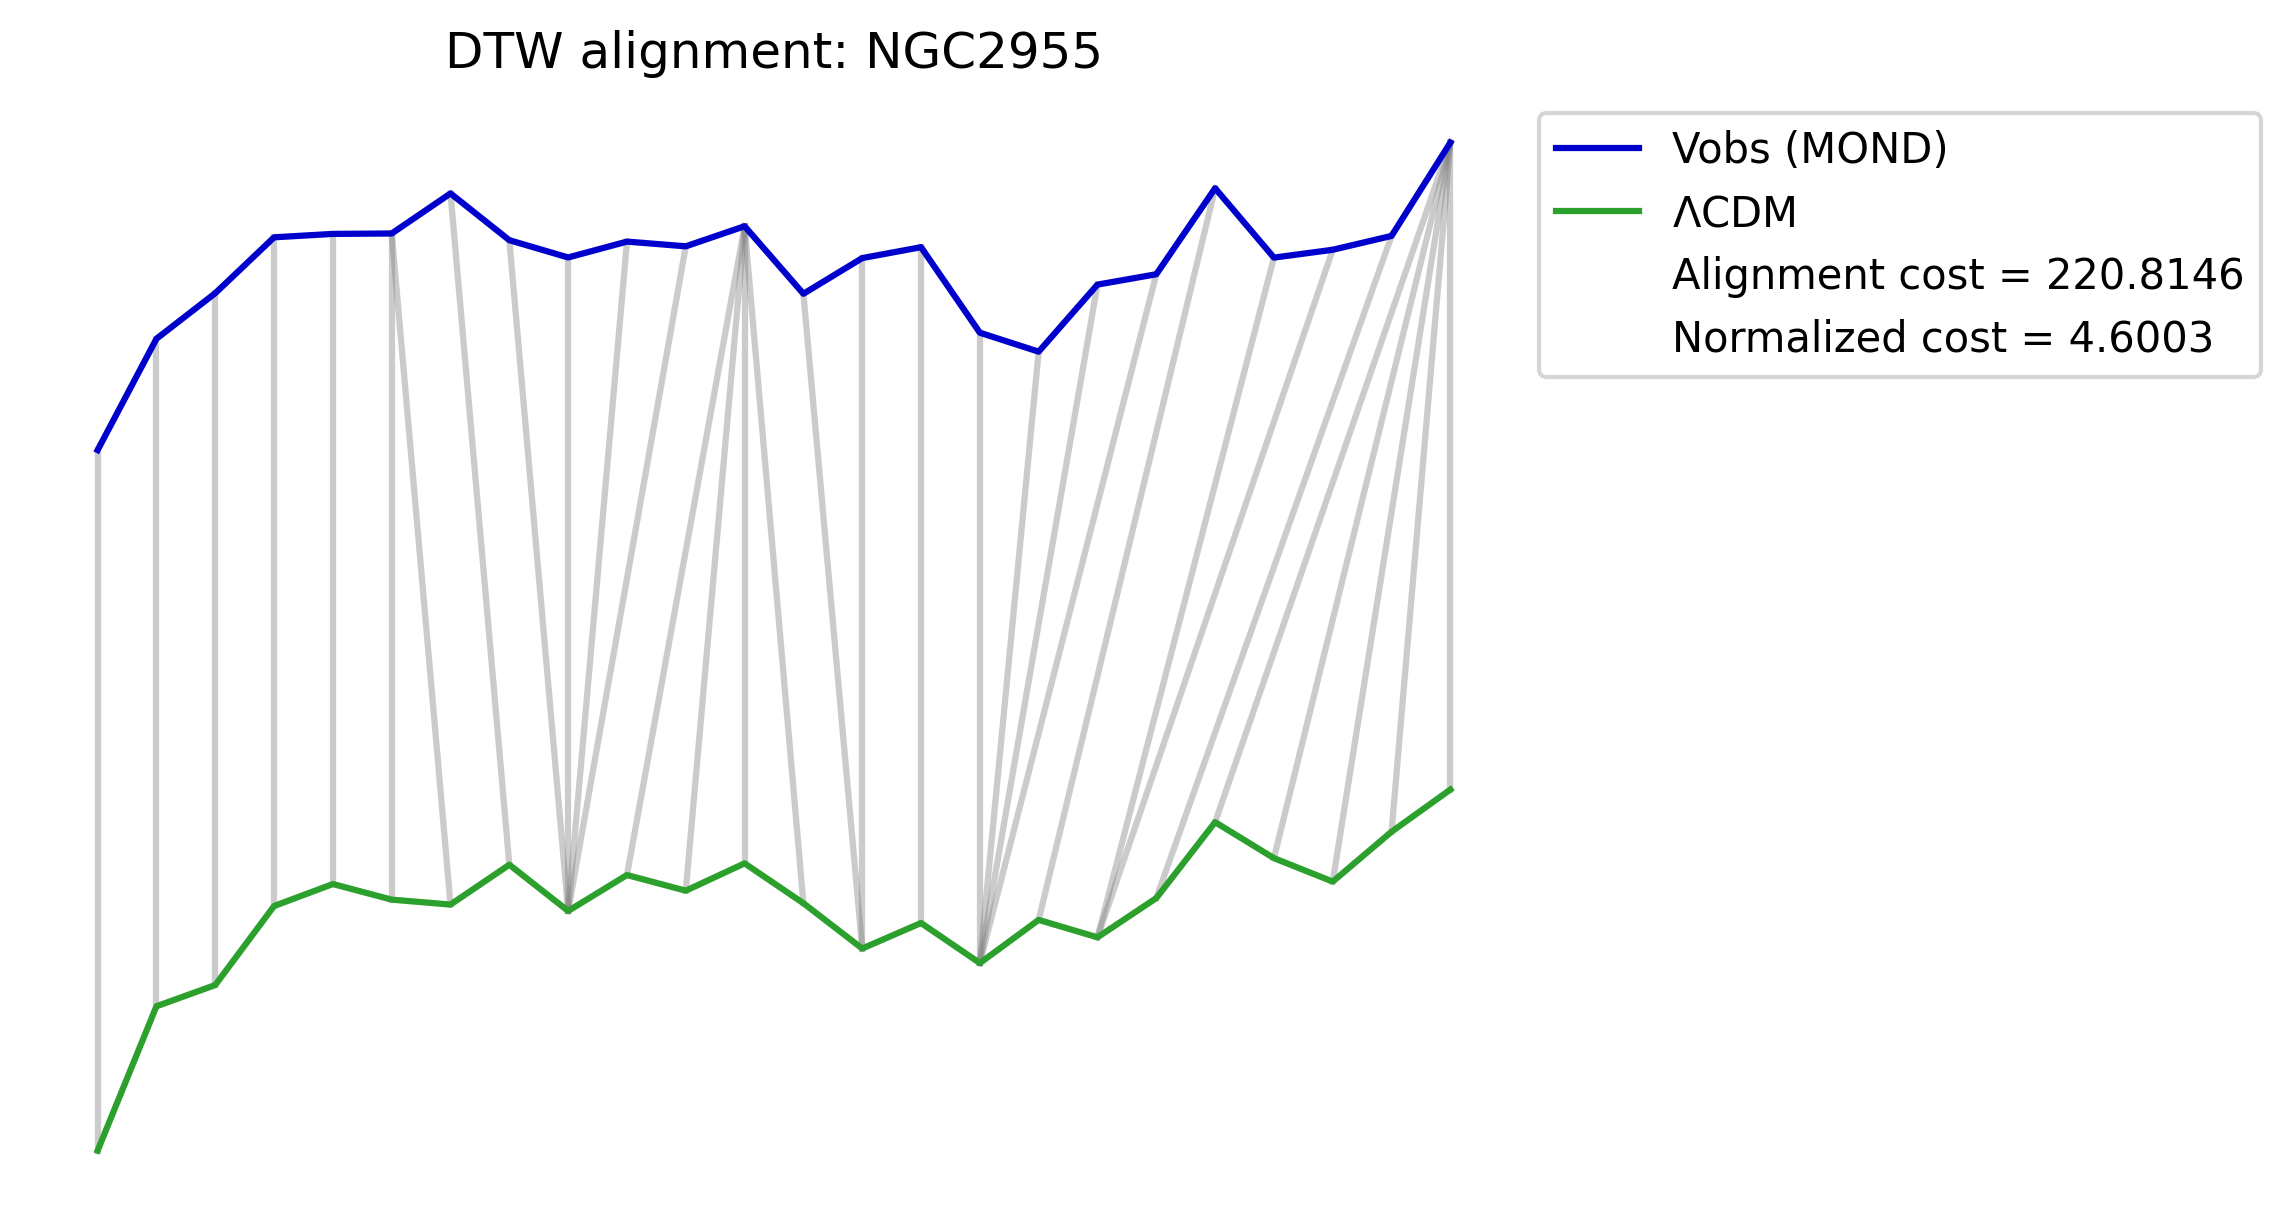 DTW alignment: NGC2955
Vobs (MOND)
ΛCDM
Alignment cost = 220.8146
Normalized cost = 4.6003